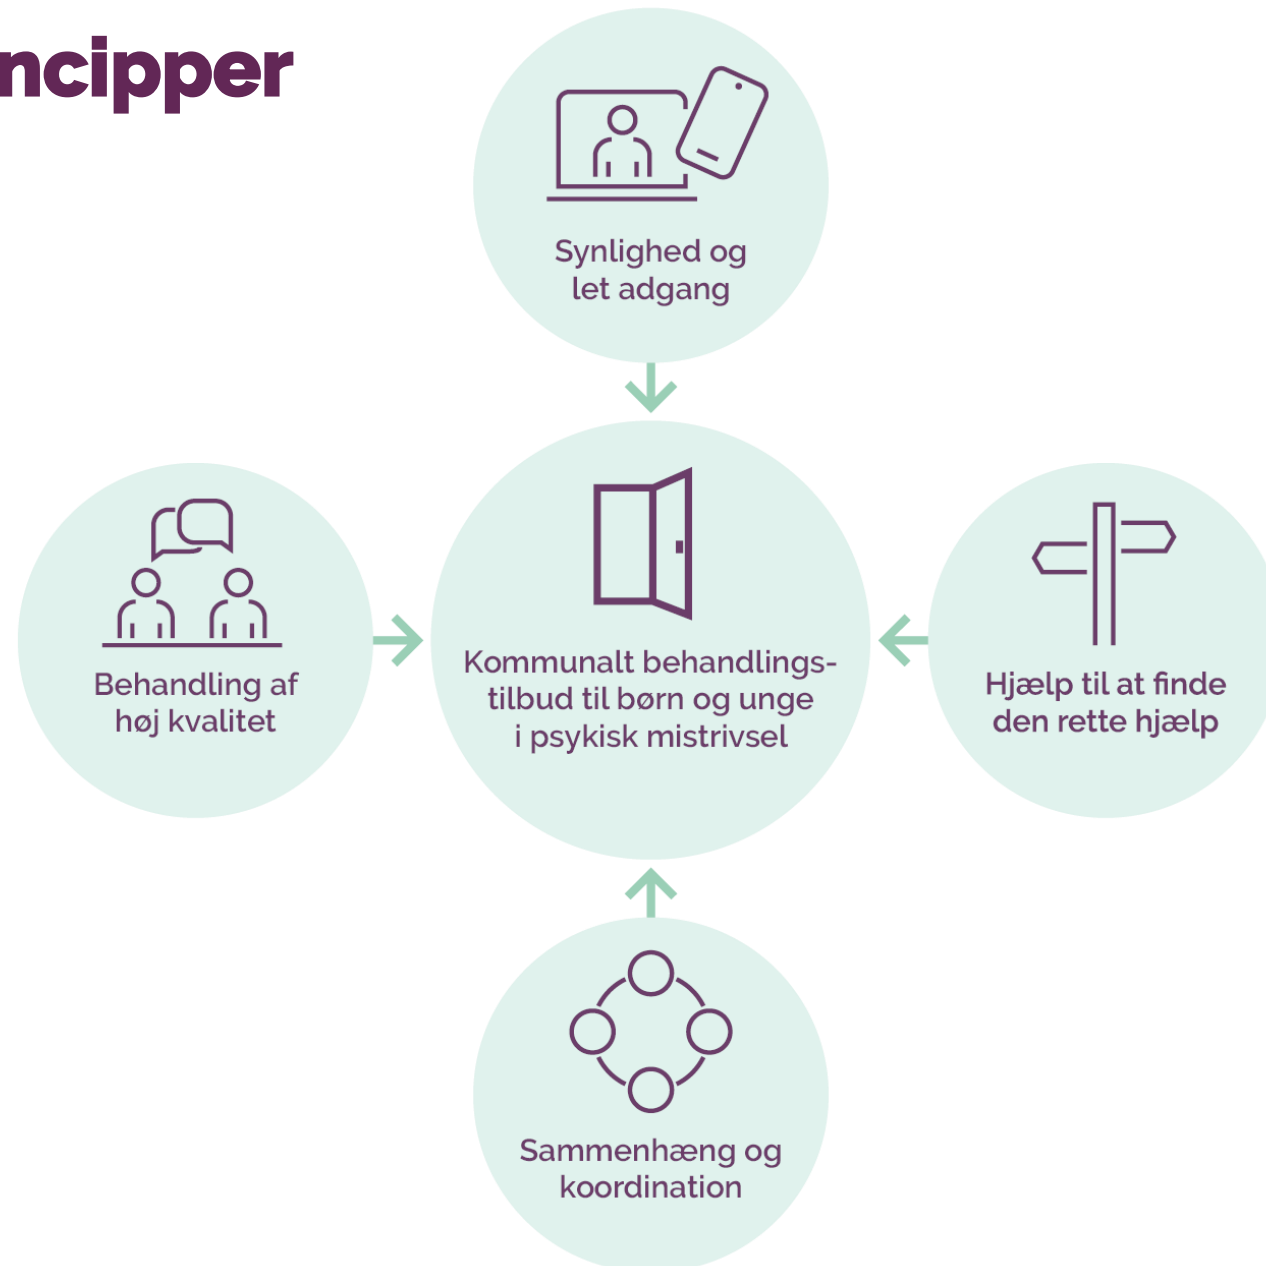 ncipper
Synlighed og
let adgang
Behandling af
høj kvalitet
Kommunalt behandlings-
tilbud til børn og unge
i psykisk mistrivsel
Hjælp til at finde
den rette hjælp
Sammenhæng og
koordination